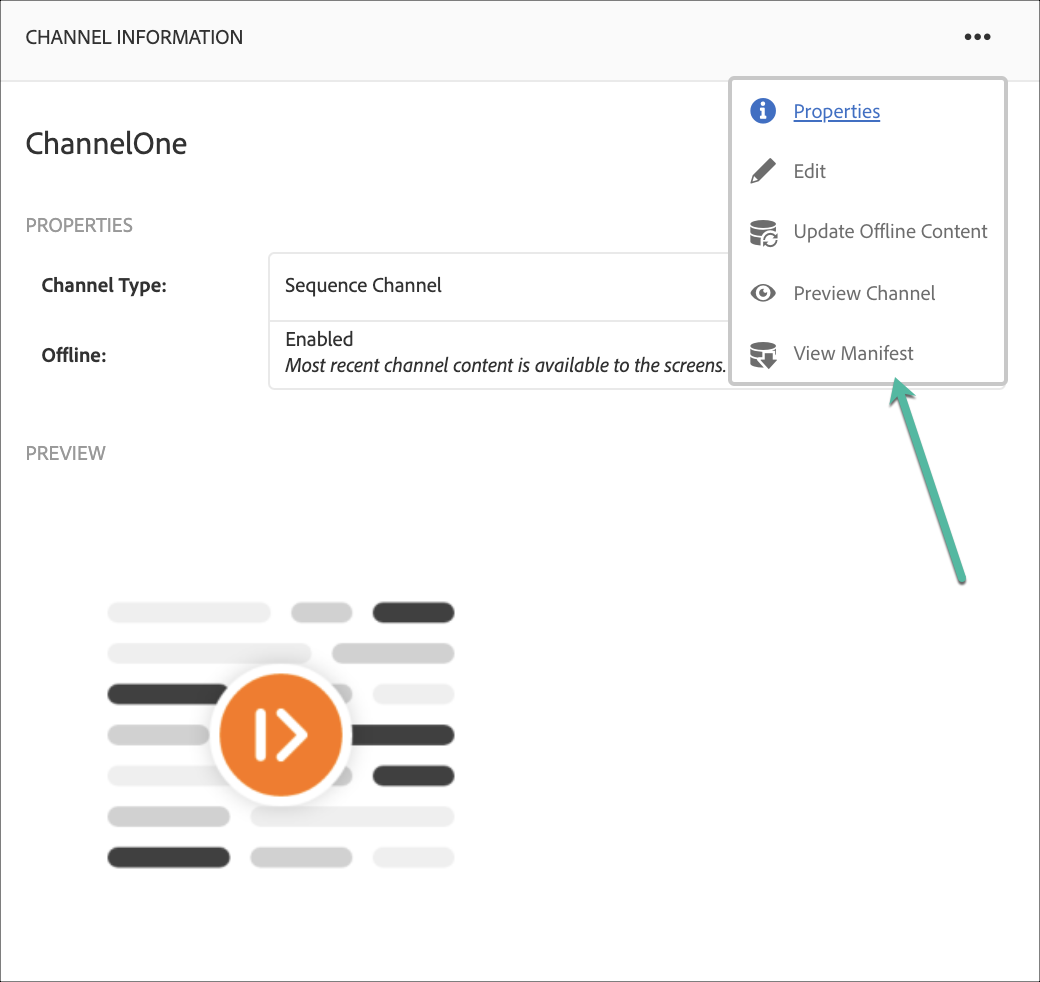 CHANNEL INFORMATION
Properties
Edit
Update Offline Content
Preview Channel
View Manifest
ChannelOne
PROPERTIES
Channel Type:
Sequence Channel
Offline:
Enabled
Most recent channel content is available to the screens.
PREVIEW